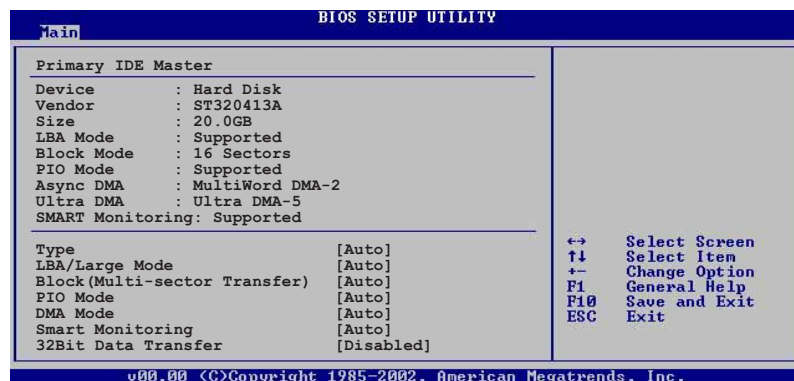 BIOS SETUP UTILITY
Main
Primary IDE Master
Device : Hard Disk
Vendor : ST320413A
Size : 20.0GB
LBA Mode : Supported
Block Mode : 16 Sectors
PIO Mode : Supported
Async DMA : MultiWord DMA-2
Ultra DMA : Ultra DMA-5
SMART Monitoring: Supported
Type [Auto]
LBA/Large Mode [Auto]
Block(Multi-sector Transfer) [Auto]
PIO Mode [Auto]
DMA Mode [Auto]
Smart Monitoring [Auto]
32Bit Data Transfer [Disabled]
←→ Select Screen
↑↓ Select Item
+- Change Option
F1 General Help
F10 Save and Exit
ESC Exit
v00.00 (C)Copyright 1985-2002, American Megatrends, Inc.